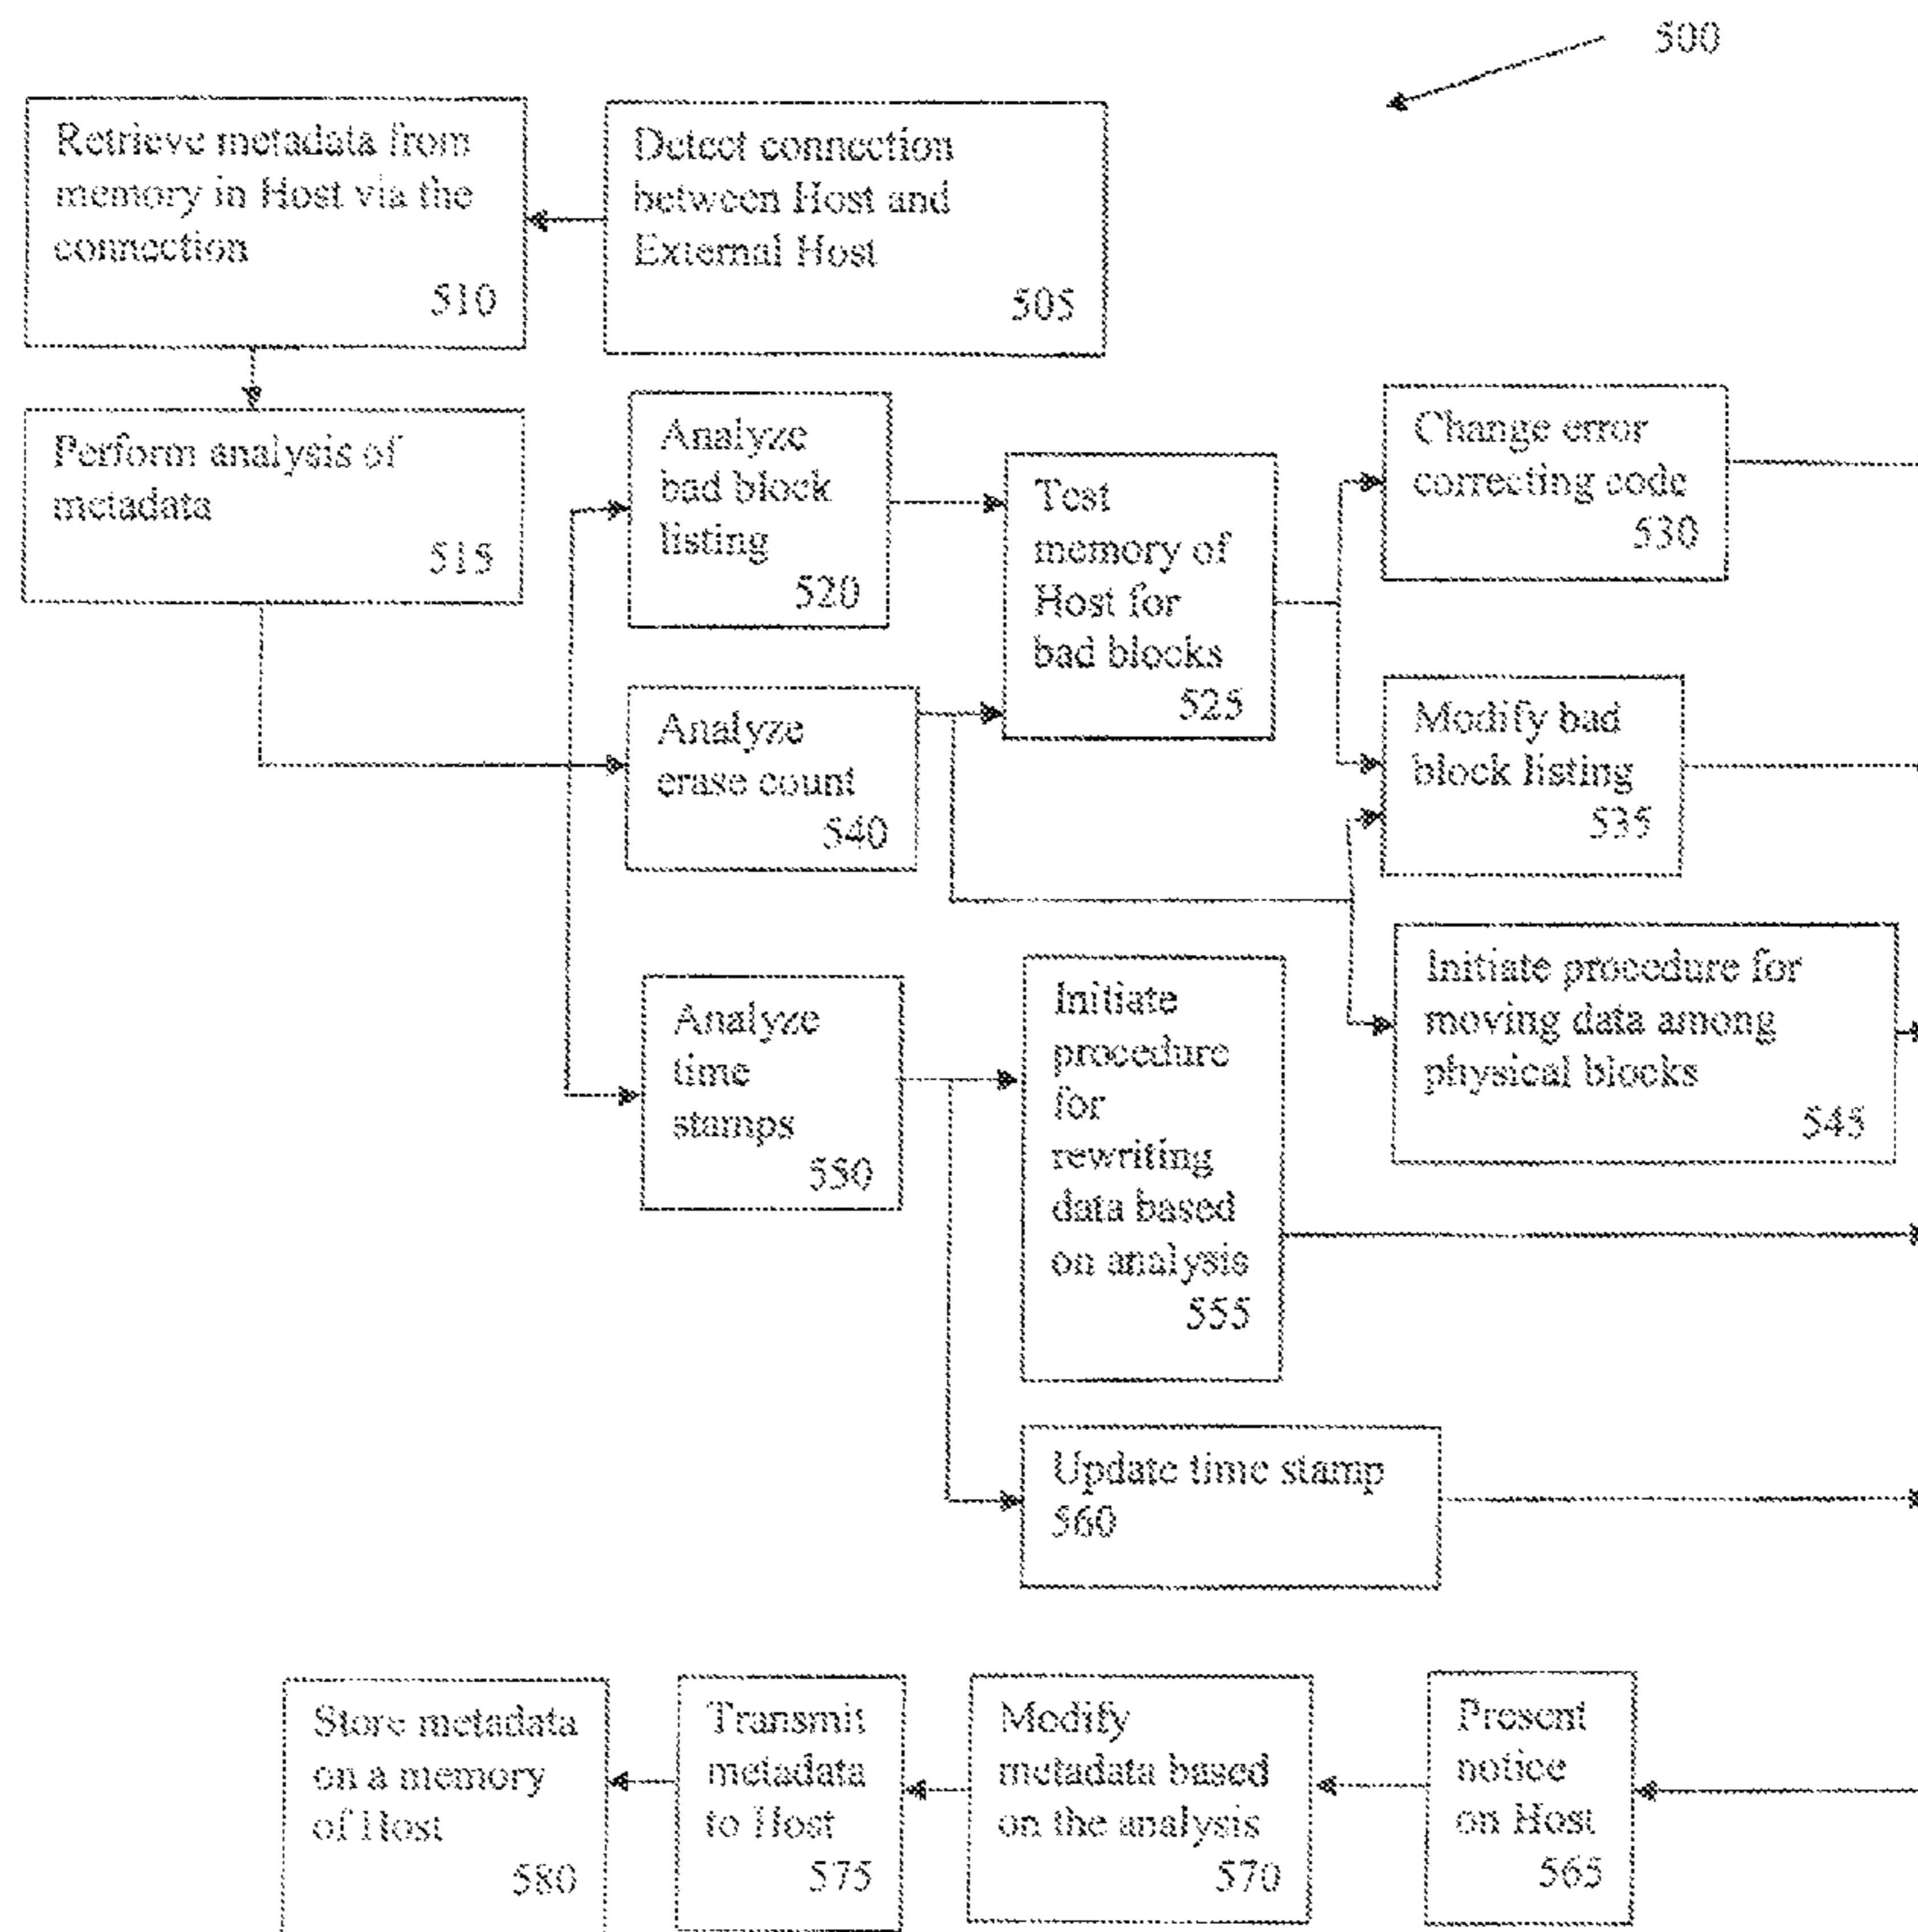 500
Retrieve metadata from
memory in Host via the
connection
510
Detect connection
between Host and
External Host
505
Perform analysis of
metadata
515
Analyze
bad block
listing
520
Test
memory of
Host for
bad blocks
525
Change error
correcting code
530
Analyze
erase count
540
Modify bad
block listing
535
Initiate procedure for
moving data among
physical blocks
545
Analyze
time
stamps
550
Initiate
procedure
for
rewriting
data based
on analysis
555
Update time stamp
560
Store metadata
on a memory
of Host
580
Transmit
metadata
to Host
575
Modify
metadata based
on the analysis
570
Present
notice
on Host
565